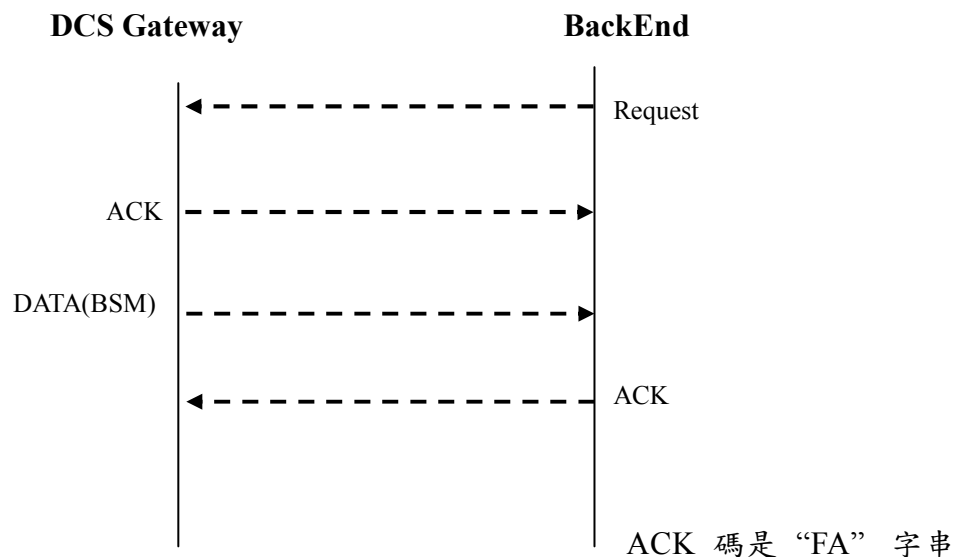 DCS Gateway
BackEnd
Request
ACK
DATA(BSM)
ACK
ACK 碼是 “FA” 字串